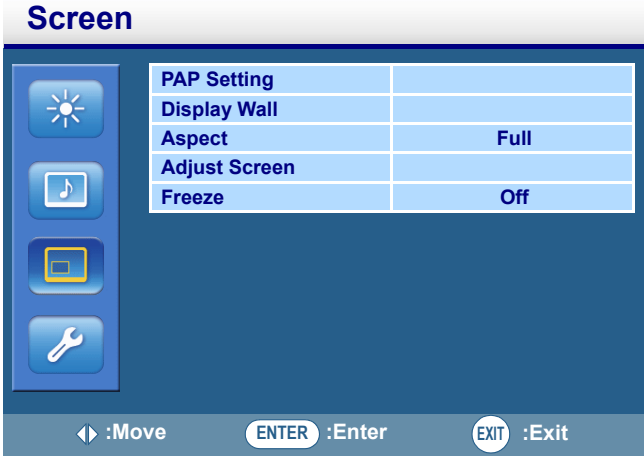 Screen
PAP Setting
Display Wall
Aspect Full
Adjust Screen
Freeze Off
:Move ENTER :Enter EXIT :Exit